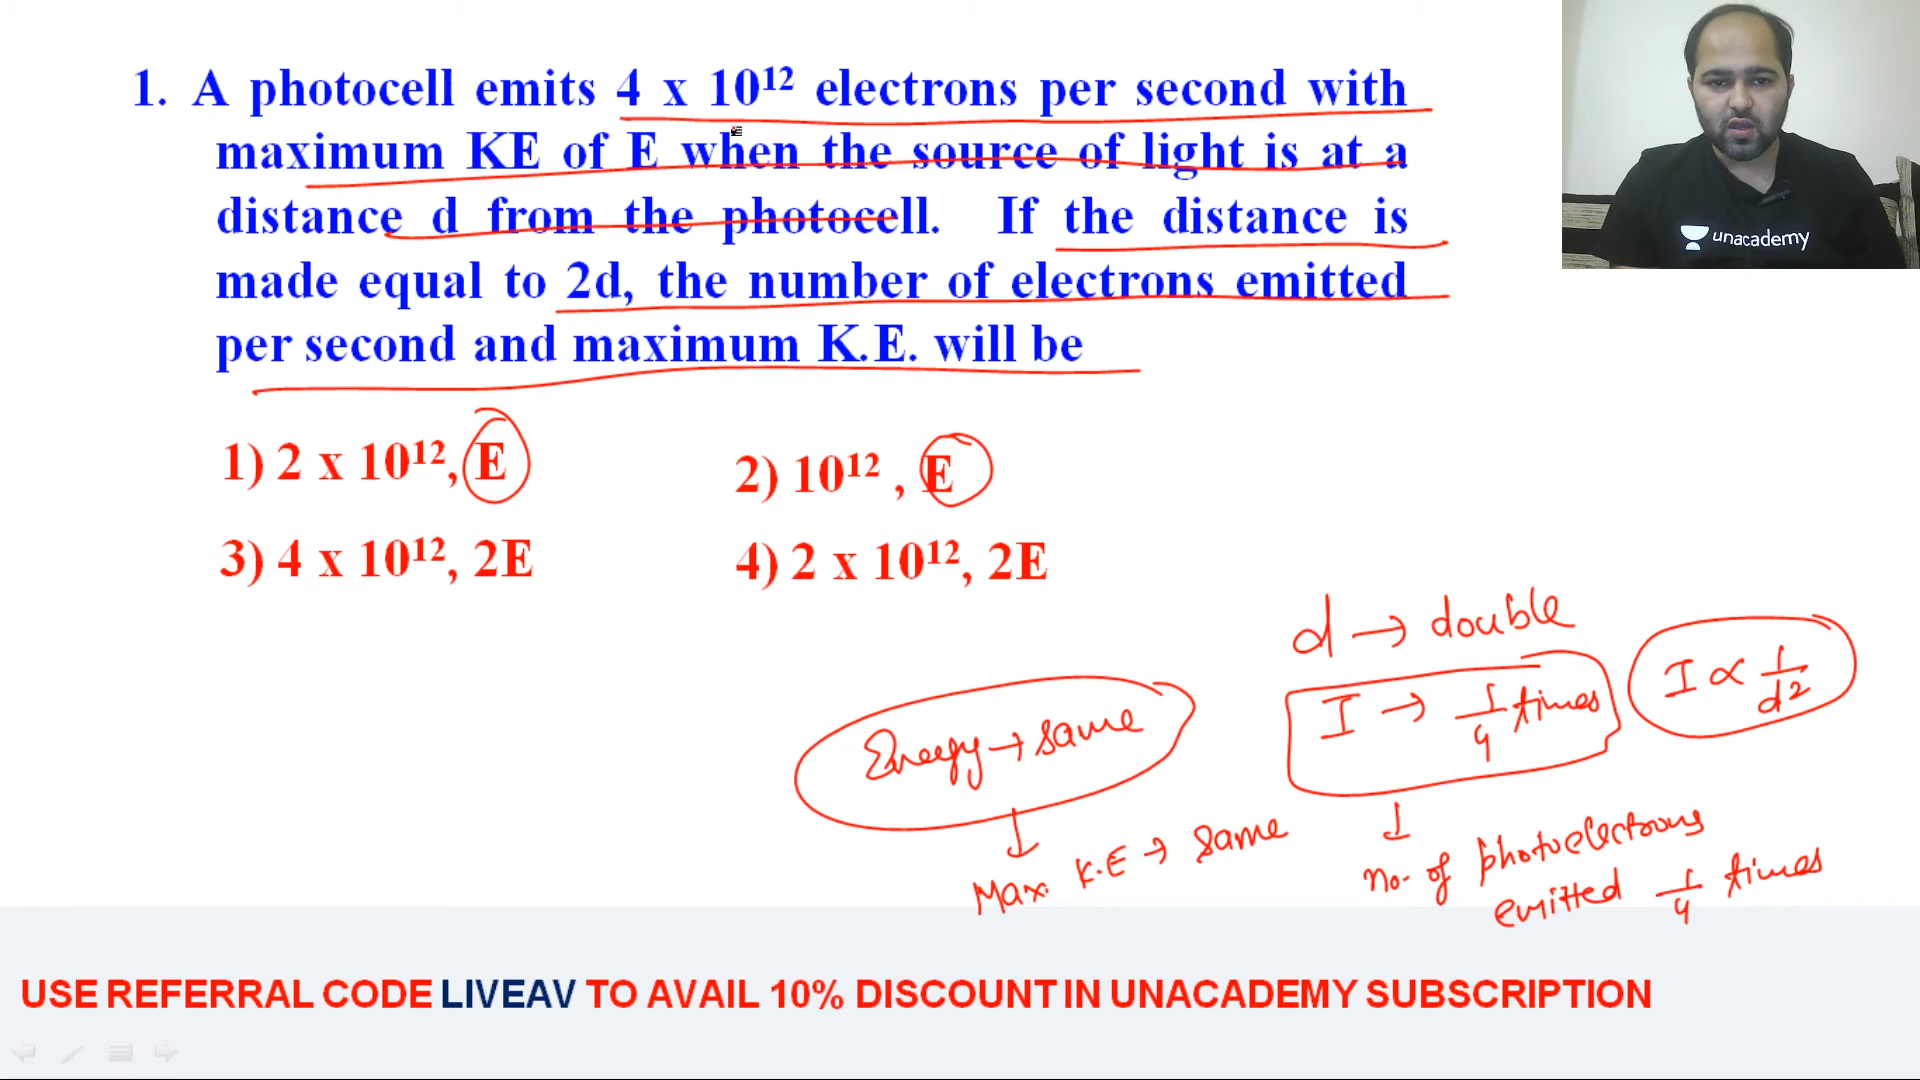 1. A photocell emits 4 x 10¹² electrons per second with
maximum KE of E when the source of light is at a
distance d from the photocell. If the distance is
made equal to 2d, the number of electrons emitted
per second and maximum K.E. will be
1) 2 x 10¹², E
2) 10¹² , E
3) 4 x 10¹², 2E
4) 2 x 10¹², 2E
d → double
I → 1/4 times
I ∝ 1/d²
Energy → same
Max. K.E → same
no. of photoelectrons
emitted 1/4 times
unacademy
USE REFERRAL CODE LIVEAV TO AVAIL 10% DISCOUNT IN UNACADEMY SUBSCRIPTION